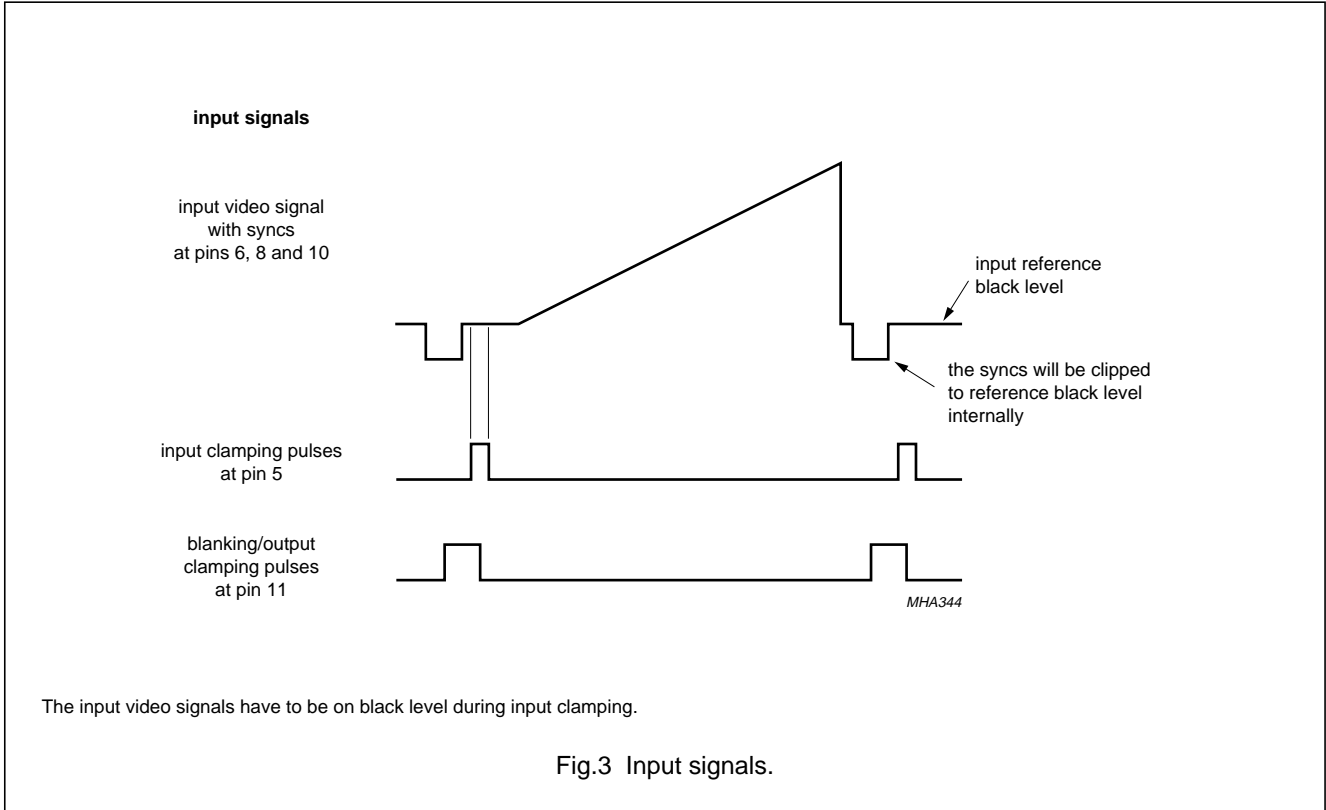 input signals
input video signal
with syncs
at pins 6, 8 and 10
input reference
black level
the syncs will be clipped
to reference black level
internally
input clamping pulses
at pin 5
blanking/output
clamping pulses
at pin 11
MHA344
The input video signals have to be on black level during input clamping.
Fig.3 Input signals.